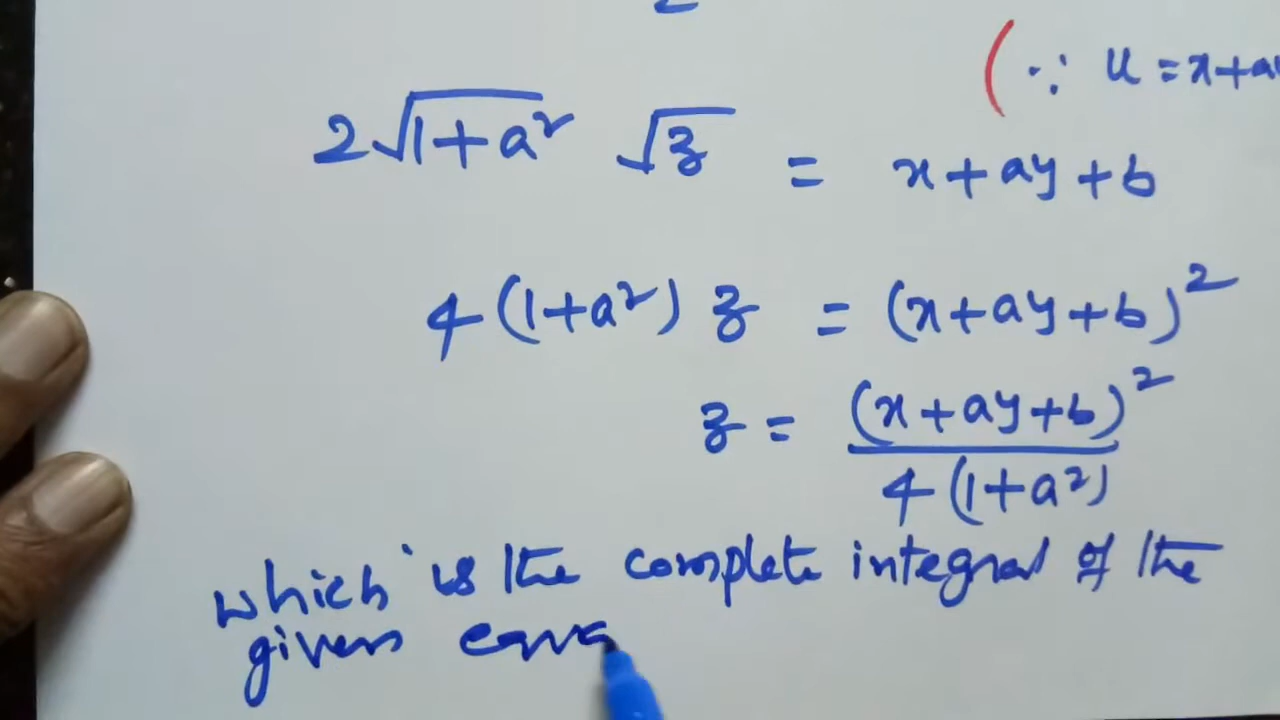 (∵ u = x+ay
2√1+a² √z = x+ay+b
4(1+a²) z = (x+ay+b)²
z = (x+ay+b)²
4(1+a²)
which is the complete integral of the
given